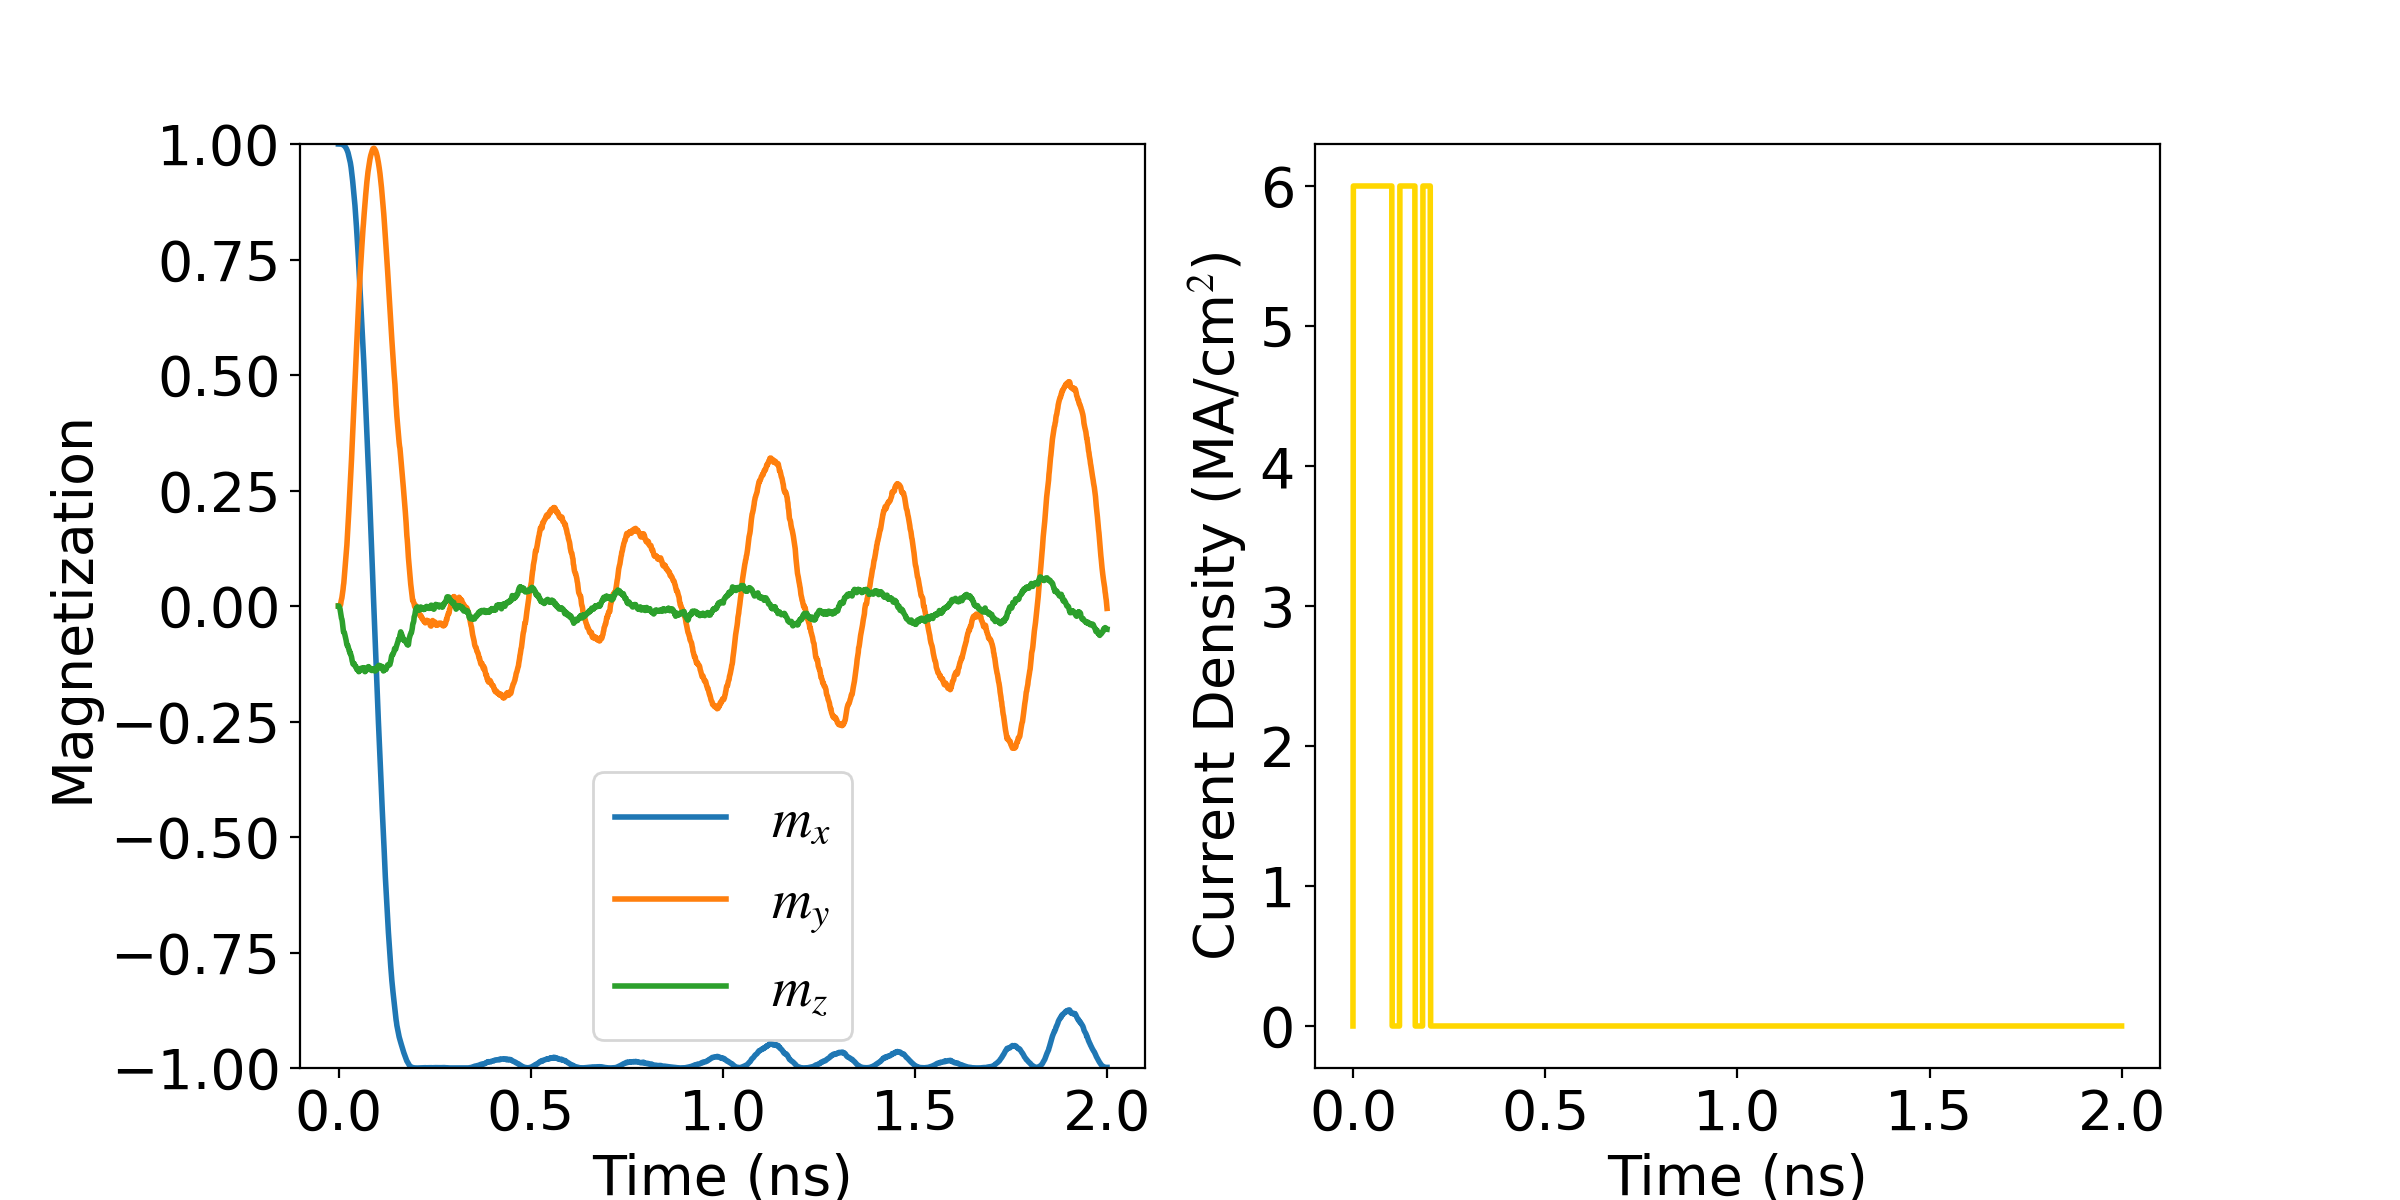 Magnetization
1.00
0.75
0.50
0.25
0.00
−0.25
−0.50
−0.75
−1.00
0.0 0.5 1.0 1.5 2.0
Time (ns)
m_x
m_y
m_z
Current Density (MA/cm²)
6
5
4
3
2
1
0
0.0 0.5 1.0 1.5 2.0
Time (ns)